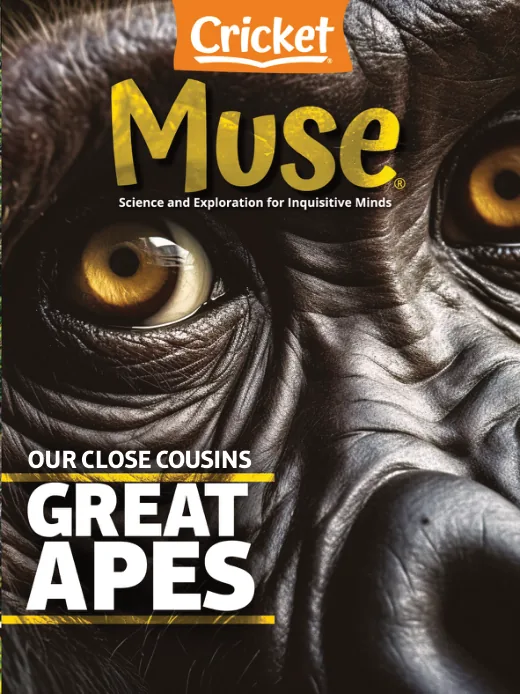 Cricket®
Muse®
Science and Exploration for Inquisitive Minds
OUR CLOSE COUSINS
GREAT
APES